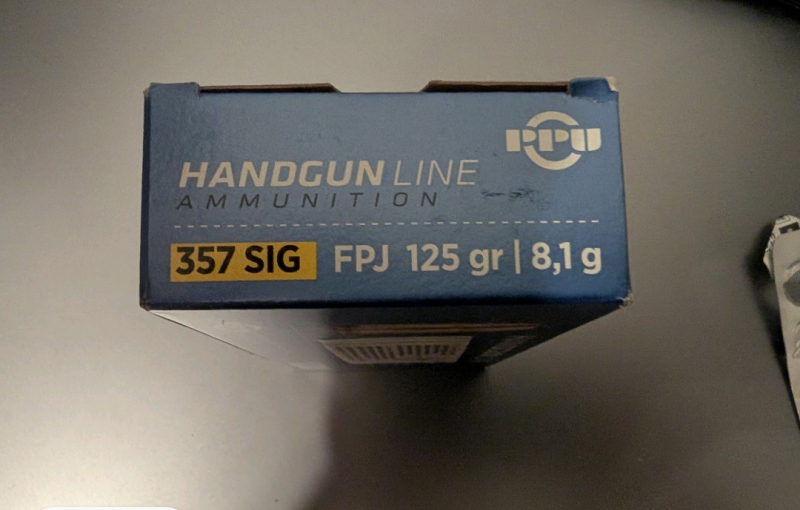 PPU
HANDGUN LINE
AMMUNITION
357 SIG FPJ 125 gr | 8,1 g